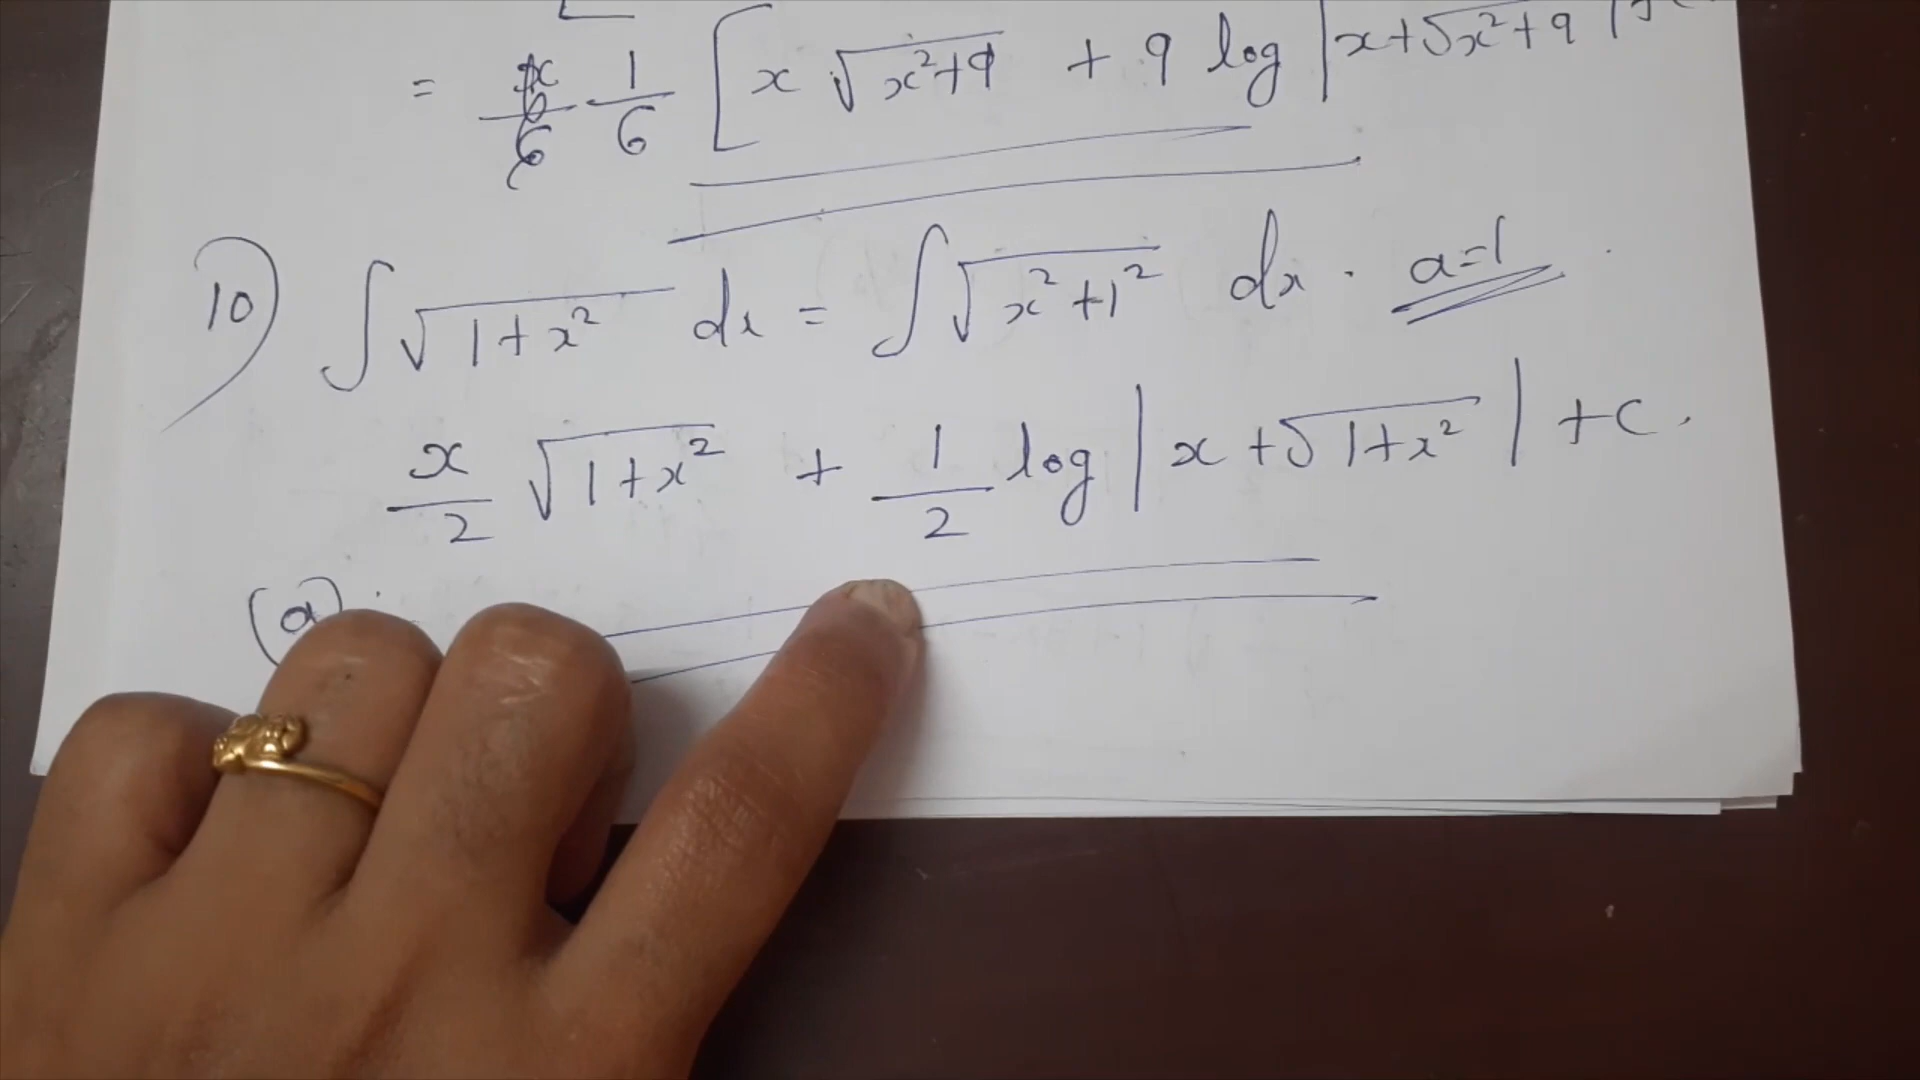 = 1/6 [x √(x²+9) + 9 log |x+√(x²+9)|
10) ∫√(1+x²) dx = ∫√(x²+1²) dx . a=1
x/2 √(1+x²) + 1/2 log |x+√(1+x²)| +c.
(a)